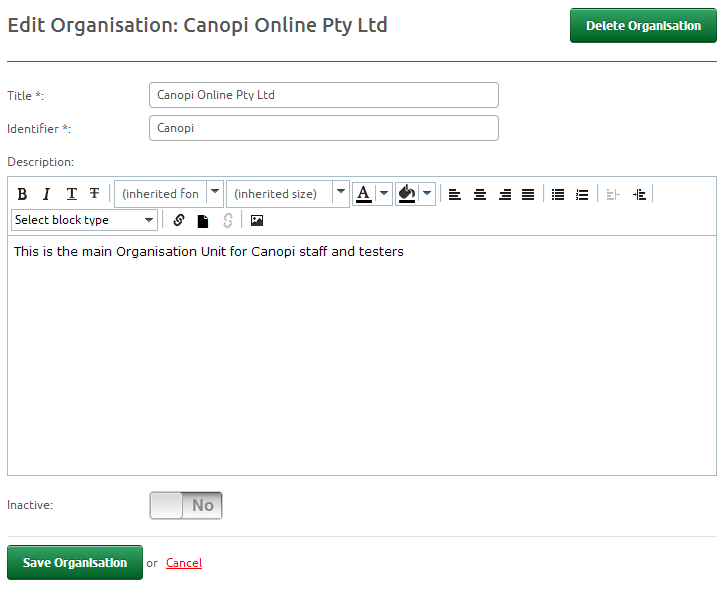 Edit Organisation: Canopi Online Pty Ltd
Delete Organisation
Title *:
Canopi Online Pty Ltd
Identifier *:
Canopi
Description:
B I T T (inherited fon (inherited size) A
Select block type
This is the main Organisation Unit for Canopi staff and testers
Inactive:
No
Save Organisation or Cancel